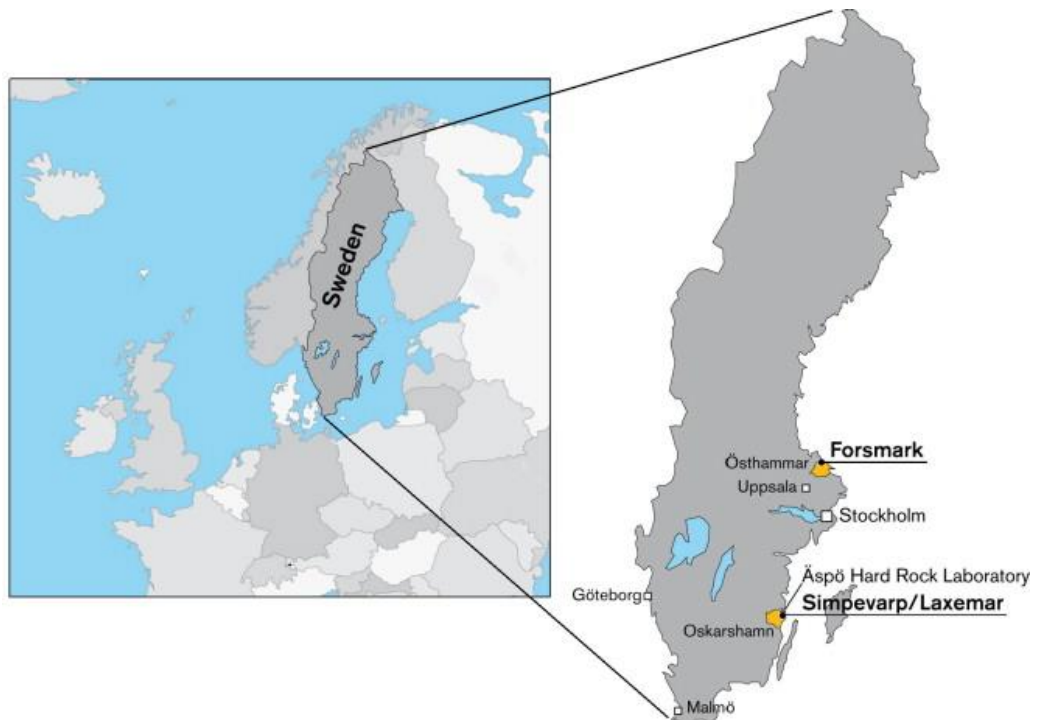 Sweden
Forsmark
Östhammar
Uppsala
Stockholm
Äspö Hard Rock Laboratory
Göteborg
Simpevarp/Laxemar
Oskarshamn
Malmö